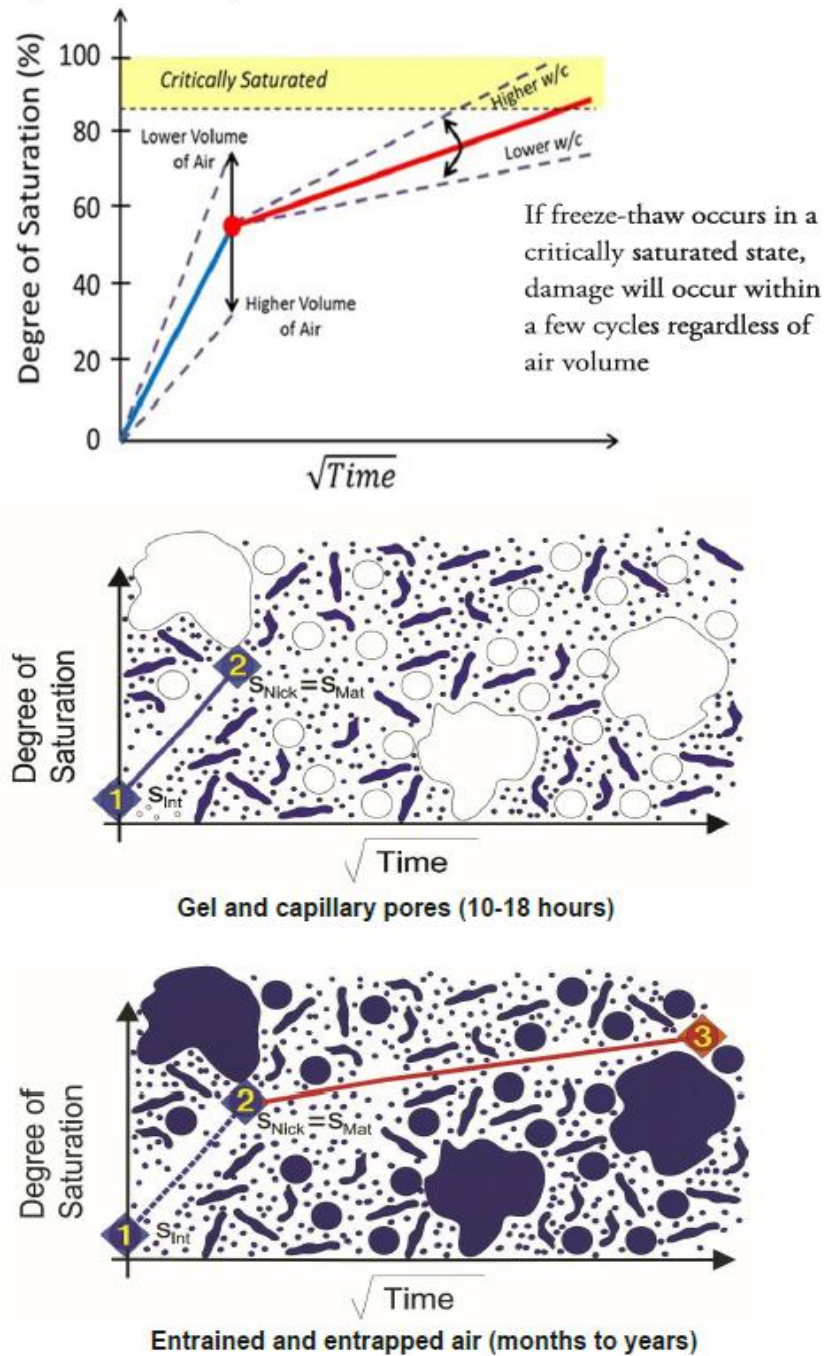 Degree of Saturation (%)
100
80
60
40
20
0
Critically Saturated
Higher w/c
Lower w/c
Lower Volume
of Air
Higher Volume
of Air
√Time
If freeze-thaw occurs in a
critically saturated state,
damage will occur within
a few cycles regardless of
air volume
Degree of
Saturation
2
SNick=SMat
1
SInt
√Time
Gel and capillary pores (10-18 hours)
Degree of
Saturation
3
2
SNick=SMat
1
SInt
√Time
Entrained and entrapped air (months to years)